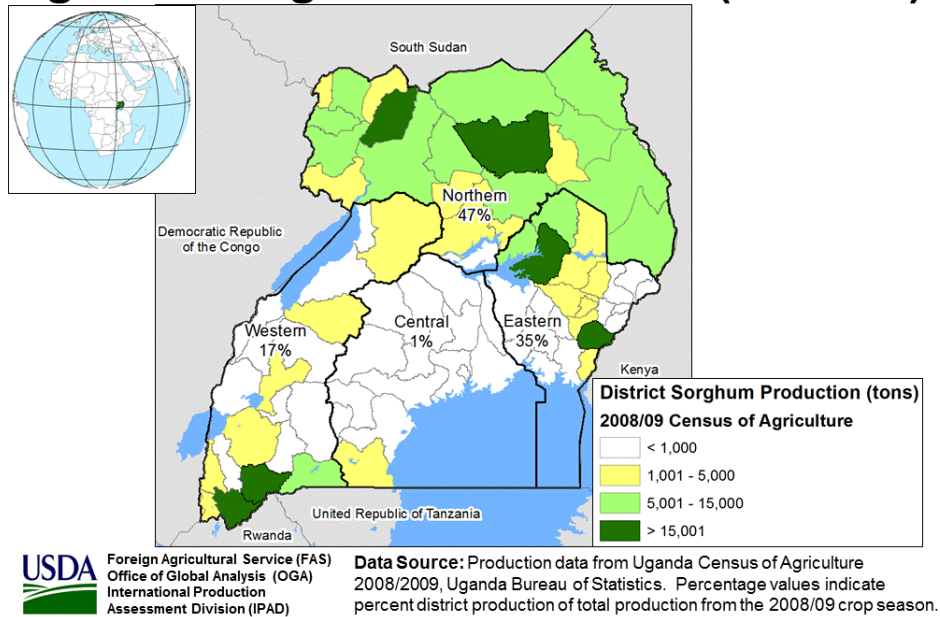 South Sudan
Northern
47%
Democratic Republic
of the Congo
Western
17%
Central
1%
Eastern
35%
Kenya
United Republic of Tanzania
Rwanda
District Sorghum Production (tons)
2008/09 Census of Agriculture
< 1,000
1,001 - 5,000
5,001 - 15,000
> 15,001
USDA
Foreign Agricultural Service (FAS)
Office of Global Analysis (OGA)
International Production
Assessment Division (IPAD)
Data Source: Production data from Uganda Census of Agriculture
2008/2009, Uganda Bureau of Statistics. Percentage values indicate
percent district production of total production from the 2008/09 crop season.